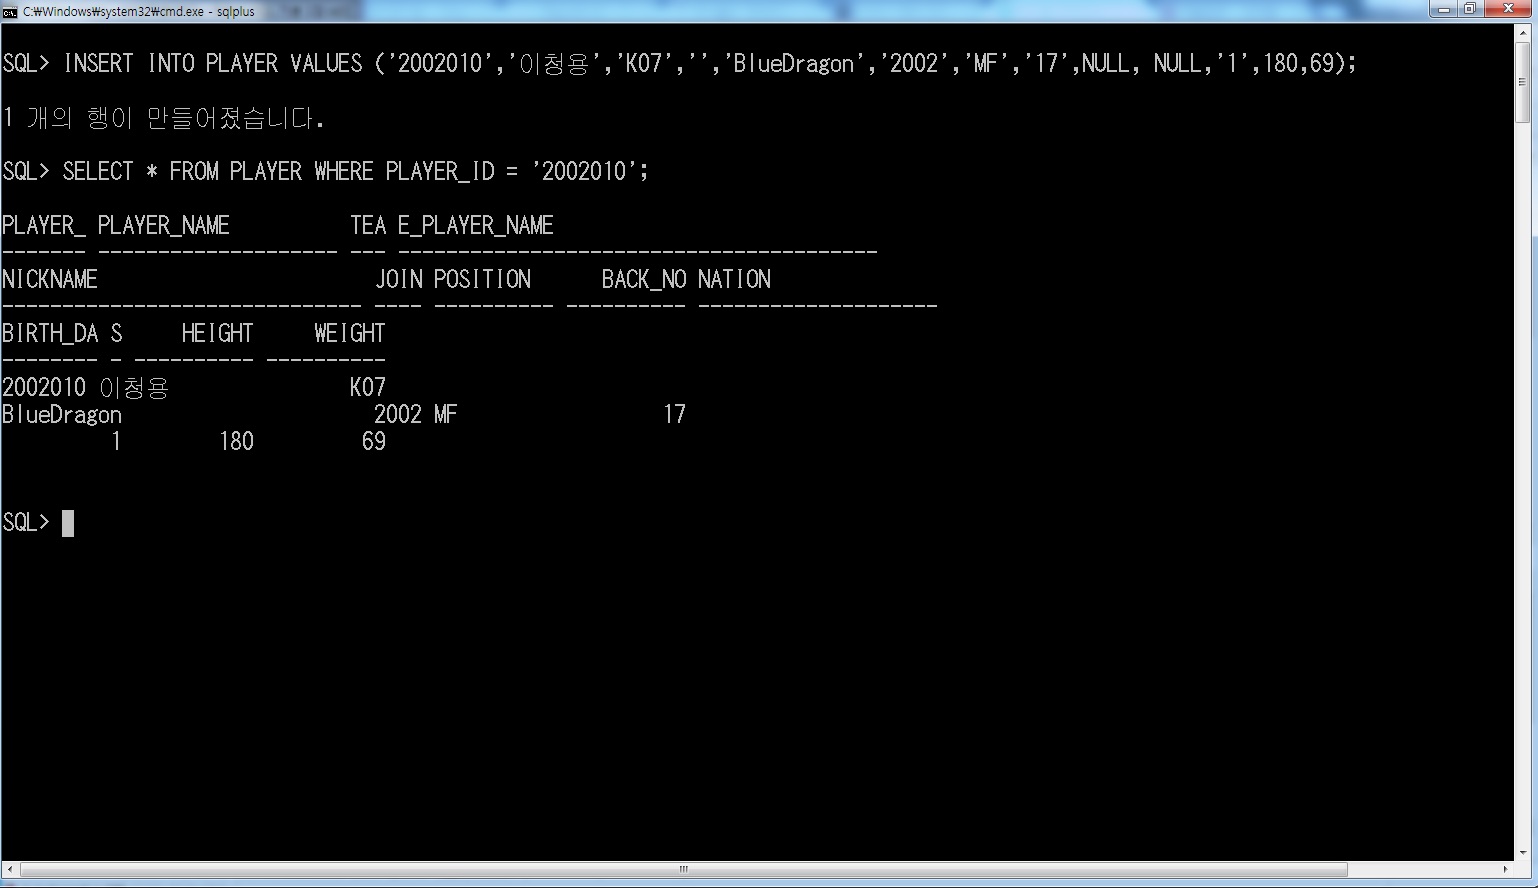 C:₩Windows₩system32₩cmd.exe - sqlplus
SQL> INSERT INTO PLAYER VALUES ('2002010','이청용','K07','','BlueDragon','2002','MF','17',NULL, NULL,'1',180,69);
1 개의 행이 만들어졌습니다.
SQL> SELECT * FROM PLAYER WHERE PLAYER_ID = '2002010';
PLAYER_ PLAYER_NAME          TEA E_PLAYER_NAME
------- -------------------- --- ----------------------------------------
NICKNAME                       JOIN POSITION      BACK_NO NATION
------------------------------ ---- ---------- ---------- --------------------
BIRTH_DA S     HEIGHT     WEIGHT
-------- - ---------- ----------
2002010 이청용               K07
BlueDragon                     2002 MF                 17
         1        180         69
SQL>